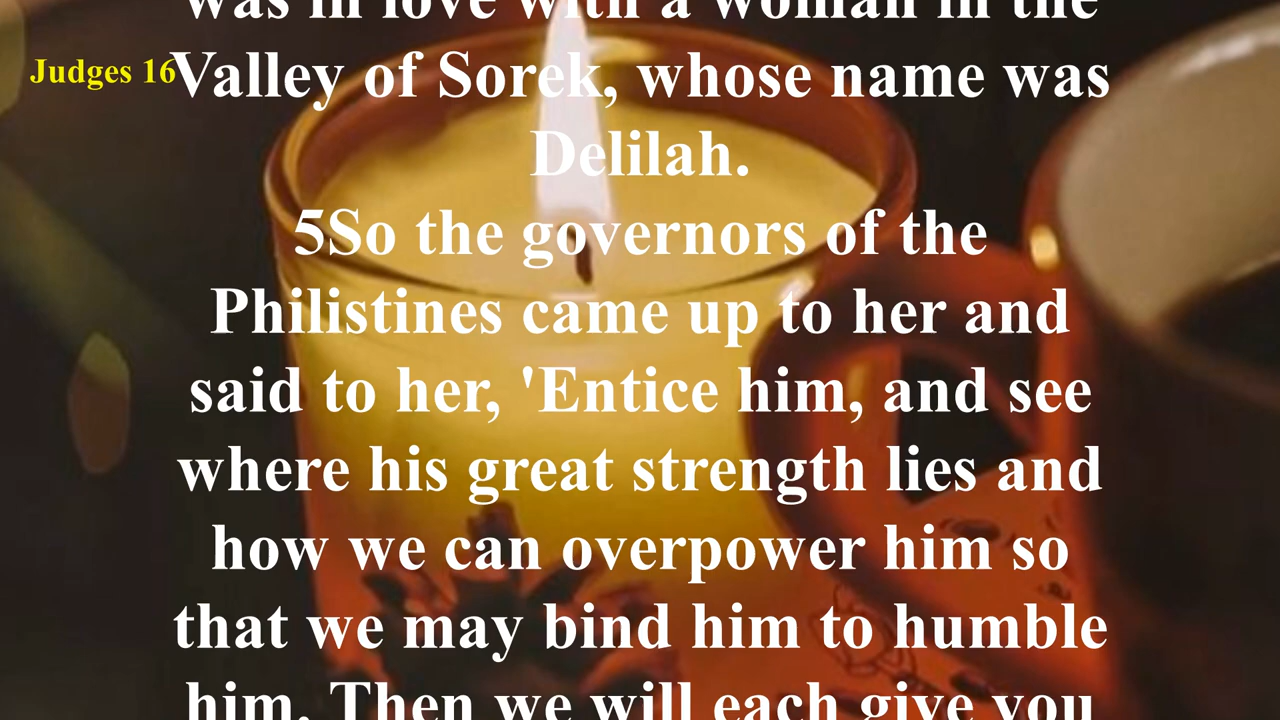 was in love with a woman in the
Judges 16
Valley of Sorek, whose name was
Delilah.
5So the governors of the
Philistines came up to her and
said to her, 'Entice him, and see
where his great strength lies and
how we can overpower him so
that we may bind him to humble
him. Then we will each give you